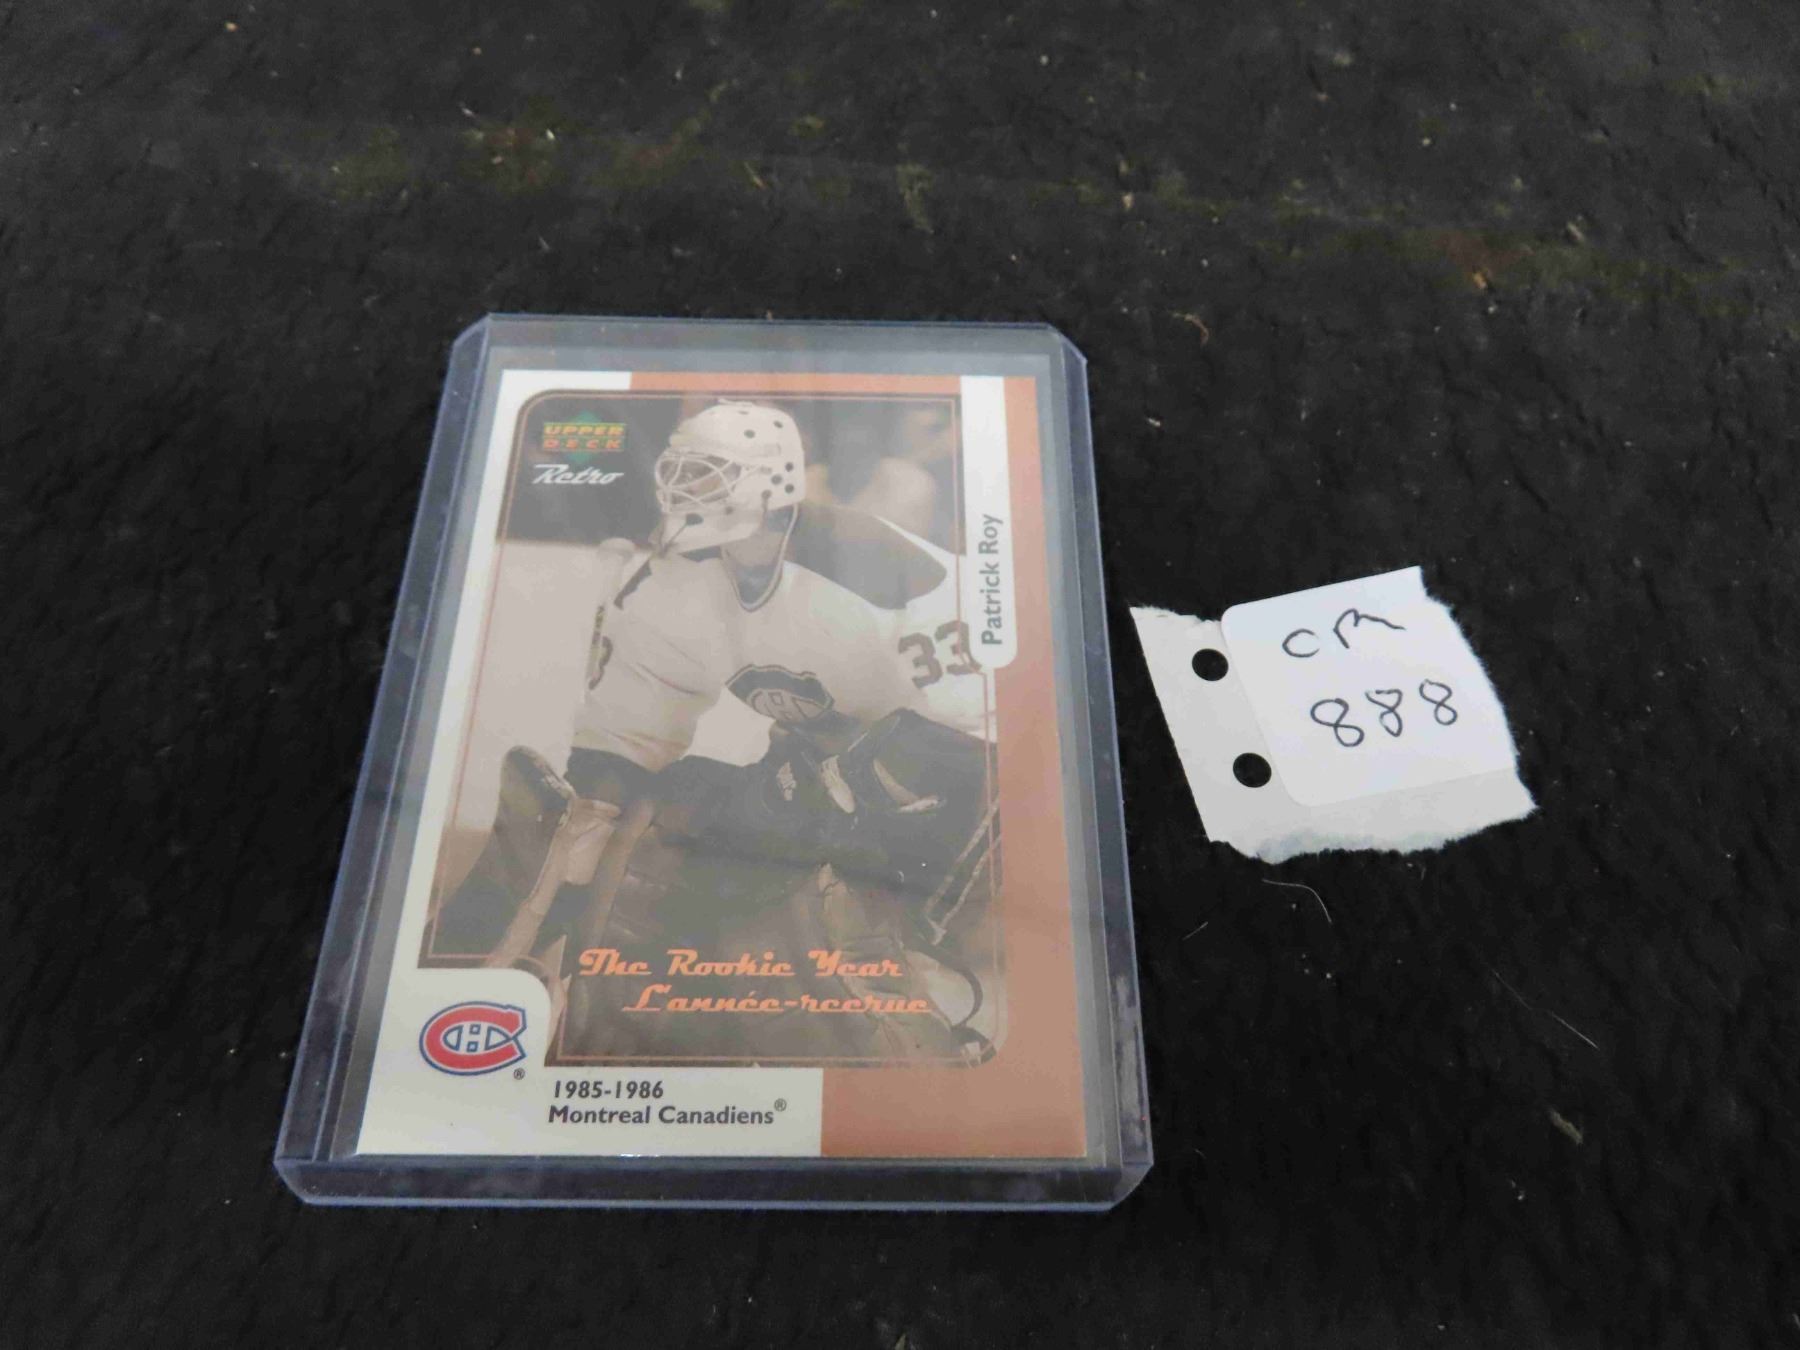 UPPER
DECK
Retro
Patrick Roy
33
The Rookie Year
L'année-recrue
1985-1986
Montreal Canadiens®
CM
888